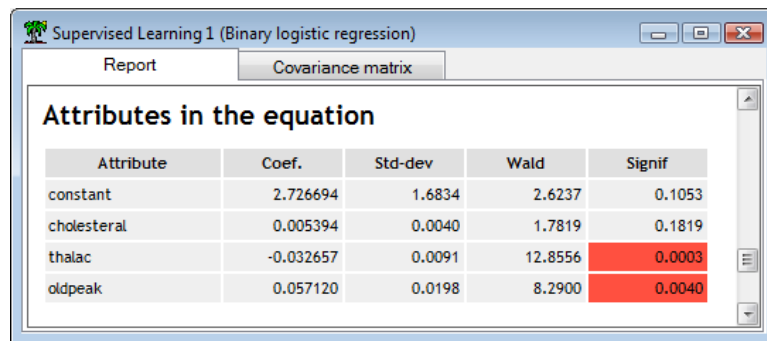 Supervised Learning 1 (Binary logistic regression)
Report Covariance matrix
Attributes in the equation
Attribute Coef. Std-dev Wald Signif
constant 2.726694 1.6834 2.6237 0.1053
cholesteral 0.005394 0.0040 1.7819 0.1819
thalac -0.032657 0.0091 12.8556 0.0003
oldpeak 0.057120 0.0198 8.2900 0.0040